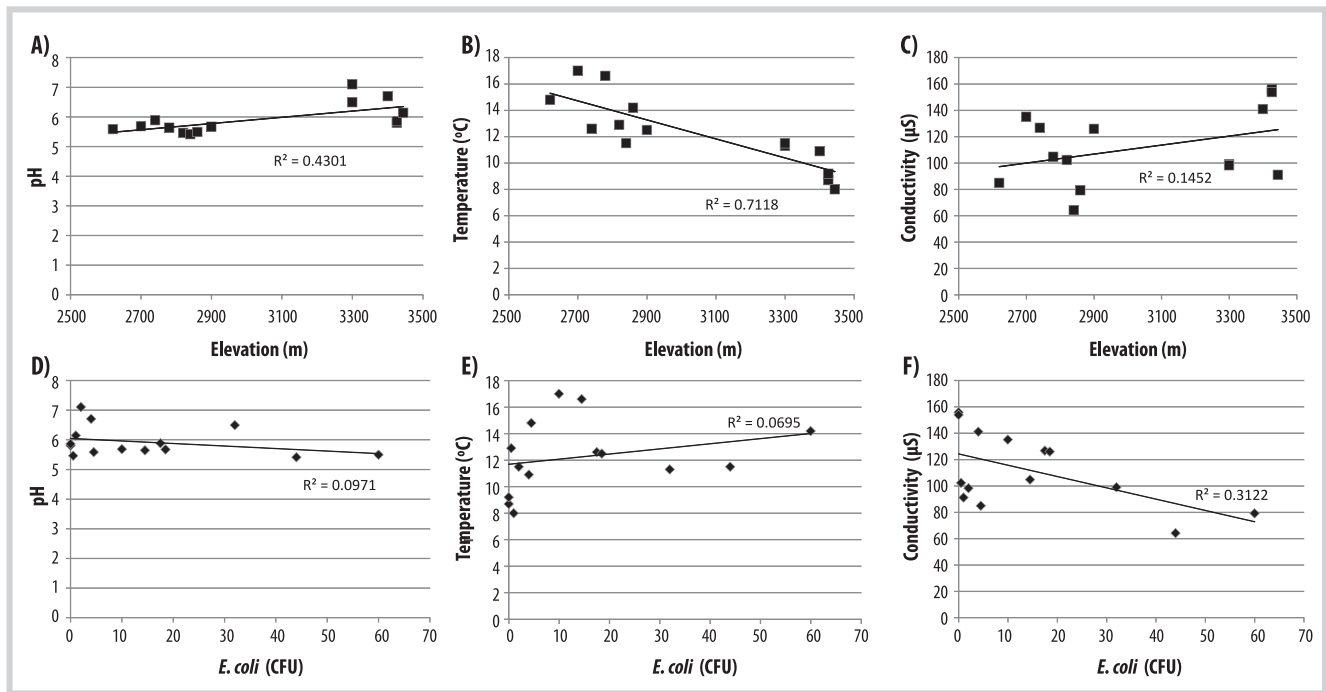 A)
8
7
6
5
4
3
2
1
0
pH
R² = 0.4301
2500 2700 2900 3100 3300 3500
Elevation (m)
B)
18
16
14
12
10
8
6
4
2
0
Temperature (ºC)
R² = 0.7118
2500 2700 2900 3100 3300 3500
Elevation (m)
C)
180
160
140
120
100
80
60
40
20
0
Conductivity (µS)
R² = 0.1452
2500 2700 2900 3100 3300 3500
Elevation (m)
D)
8
7
6
5
4
3
2
1
0
pH
R² = 0.0971
0 10 20 30 40 50 60 70
E. coli (CFU)
E)
18
16
14
12
10
8
6
4
2
0
Temperature (ºC)
R² = 0.0695
0 10 20 30 40 50 60 70
E. coli (CFU)
F)
180
160
140
120
100
80
60
40
20
0
Conductivity (µS)
R² = 0.3122
0 10 20 30 40 50 60 70
E. coli (CFU)